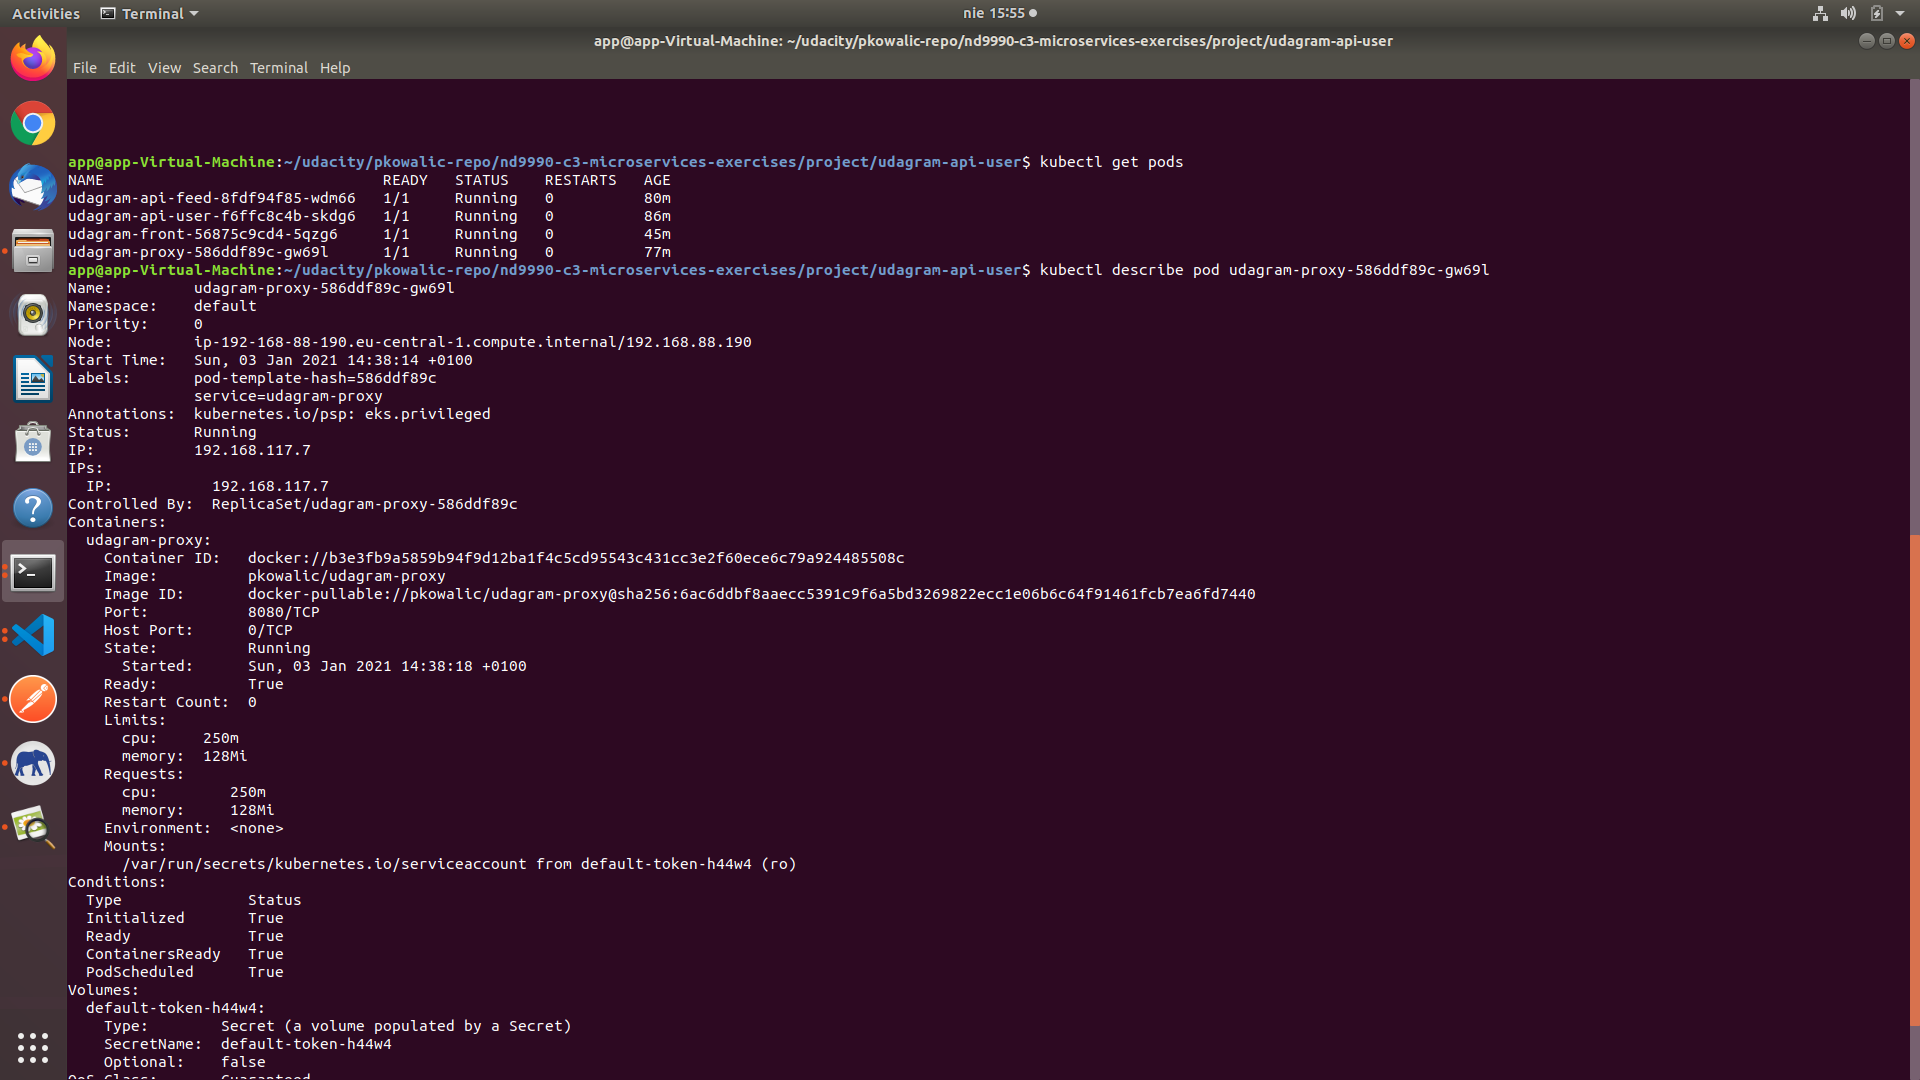 Activities Terminal nie 15:55
app@app-Virtual-Machine: ~/udacity/pkowalic-repo/nd9990-c3-microservices-exercises/project/udagram-api-user
File Edit View Search Terminal Help
app@app-Virtual-Machine:~/udacity/pkowalic-repo/nd9990-c3-microservices-exercises/project/udagram-api-user$ kubectl get pods
NAME READY STATUS RESTARTS AGE
udagram-api-feed-8fdf94f85-wdm66 1/1 Running 0 80m
udagram-api-user-f6ffc8c4b-skdg6 1/1 Running 0 86m
udagram-front-56875c9cd4-5qzg6 1/1 Running 0 45m
udagram-proxy-586ddf89c-gw69l 1/1 Running 0 77m
app@app-Virtual-Machine:~/udacity/pkowalic-repo/nd9990-c3-microservices-exercises/project/udagram-api-user$ kubectl describe pod udagram-proxy-586ddf89c-gw69l
Name: udagram-proxy-586ddf89c-gw69l
Namespace: default
Priority: 0
Node: ip-192-168-88-190.eu-central-1.compute.internal/192.168.88.190
Start Time: Sun, 03 Jan 2021 14:38:14 +0100
Labels: pod-template-hash=586ddf89c
service=udagram-proxy
Annotations: kubernetes.io/psp: eks.privileged
Status: Running
IP: 192.168.117.7
IPs:
IP: 192.168.117.7
Controlled By: ReplicaSet/udagram-proxy-586ddf89c
Containers:
udagram-proxy:
Container ID: docker://b3e3fb9a5859b94f9d12ba1f4c5cd95543c431cc3e2f60ece6c79a924485508c
Image: pkowalic/udagram-proxy
Image ID: docker-pullable://pkowalic/udagram-proxy@sha256:6ac6ddbf8aaecc5391c9f6a5bd3269822ecc1e06b6c64f91461fcb7ea6fd7440
Port: 8080/TCP
Host Port: 0/TCP
State: Running
Started: Sun, 03 Jan 2021 14:38:18 +0100
Ready: True
Restart Count: 0
Limits:
cpu: 250m
memory: 128Mi
Requests:
cpu: 250m
memory: 128Mi
Environment: <none>
Mounts:
/var/run/secrets/kubernetes.io/serviceaccount from default-token-h44w4 (ro)
Conditions:
Type Status
Initialized True
Ready True
ContainersReady True
PodScheduled True
Volumes:
default-token-h44w4:
Type: Secret (a volume populated by a Secret)
SecretName: default-token-h44w4
Optional: false
QoS Class: Guaranteed